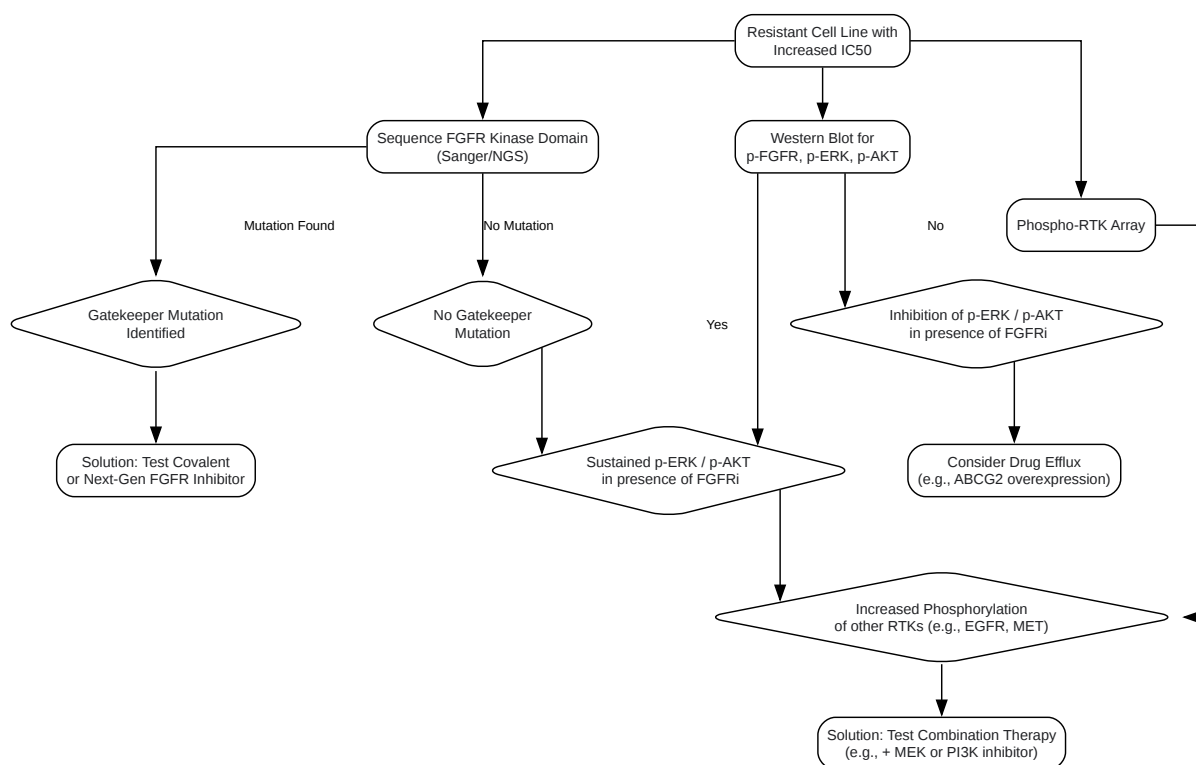 Resistant Cell Line with
Increased IC50
Sequence FGFR Kinase Domain
(Sanger/NGS)
Western Blot for
p-FGFR, p-ERK, p-AKT
Phospho-RTK Array
Mutation Found
No Mutation
No
Gatekeeper Mutation
Identified
No Gatekeeper
Mutation
Yes
Inhibition of p-ERK / p-AKT
in presence of FGFRi
Solution: Test Covalent
or Next-Gen FGFR Inhibitor
Sustained p-ERK / p-AKT
in presence of FGFRi
Consider Drug Efflux
(e.g., ABCG2 overexpression)
Increased Phosphorylation
of other RTKs (e.g., EGFR, MET)
Solution: Test Combination Therapy
(e.g., + MEK or PI3K inhibitor)